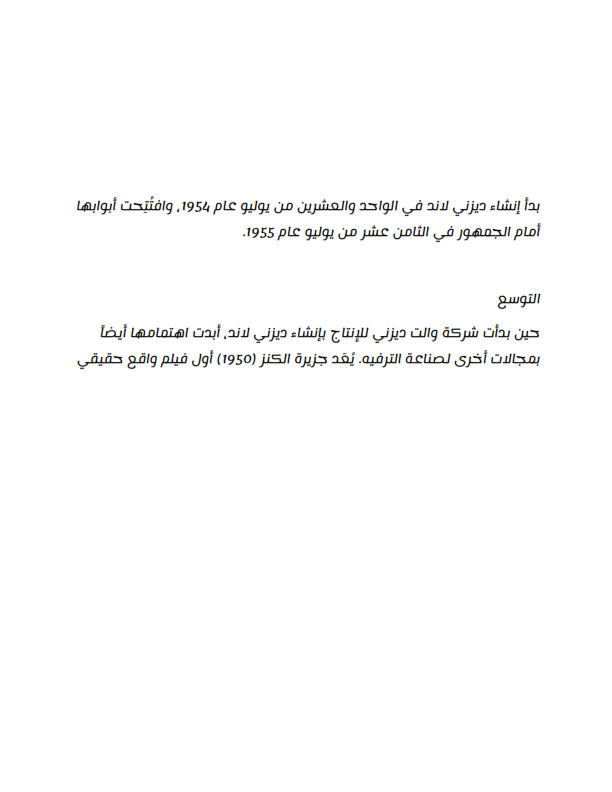 بدأ إنشاء ديزني لاند في الواحد والعشرين من يوليو عام 1954، وافتُتِحت أبوابها
أمام الجمهور في الثامن عشر من يوليو عام 1955.
التوسع
حين بدأت شركة والت ديزني للإنتاج بإنشاء ديزني لاند، أبدت اهتمامها أيضاً
بمجالات أخرى لصناعة الترفيه. يُعَد جزيرة الكنز (1950) أول فيلم واقع حقيقي